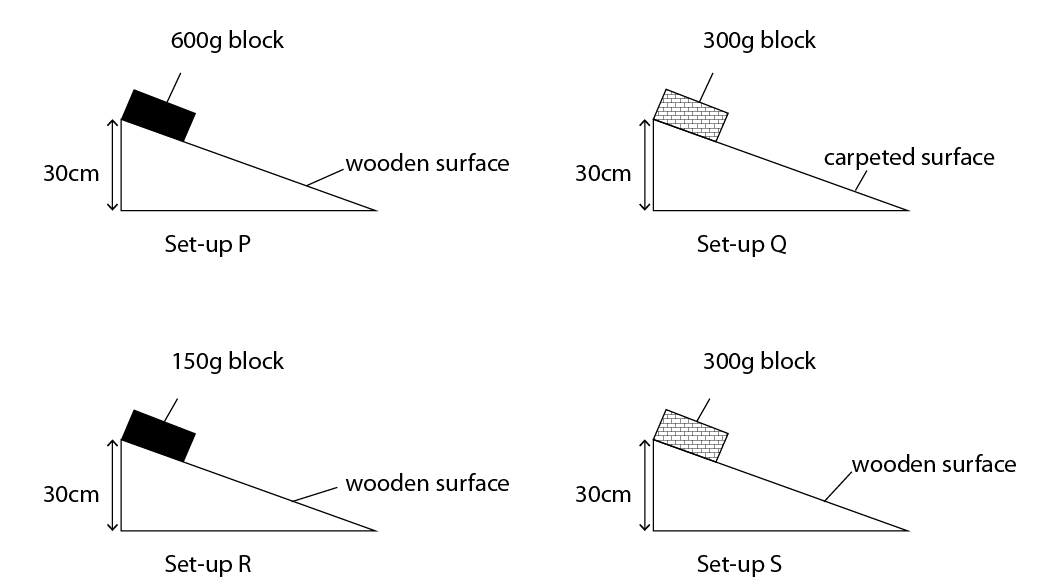 600g block
30cm
wooden surface
Set-up P
300g block
30cm
carpeted surface
Set-up Q
150g block
30cm
wooden surface
Set-up R
300g block
30cm
wooden surface
Set-up S